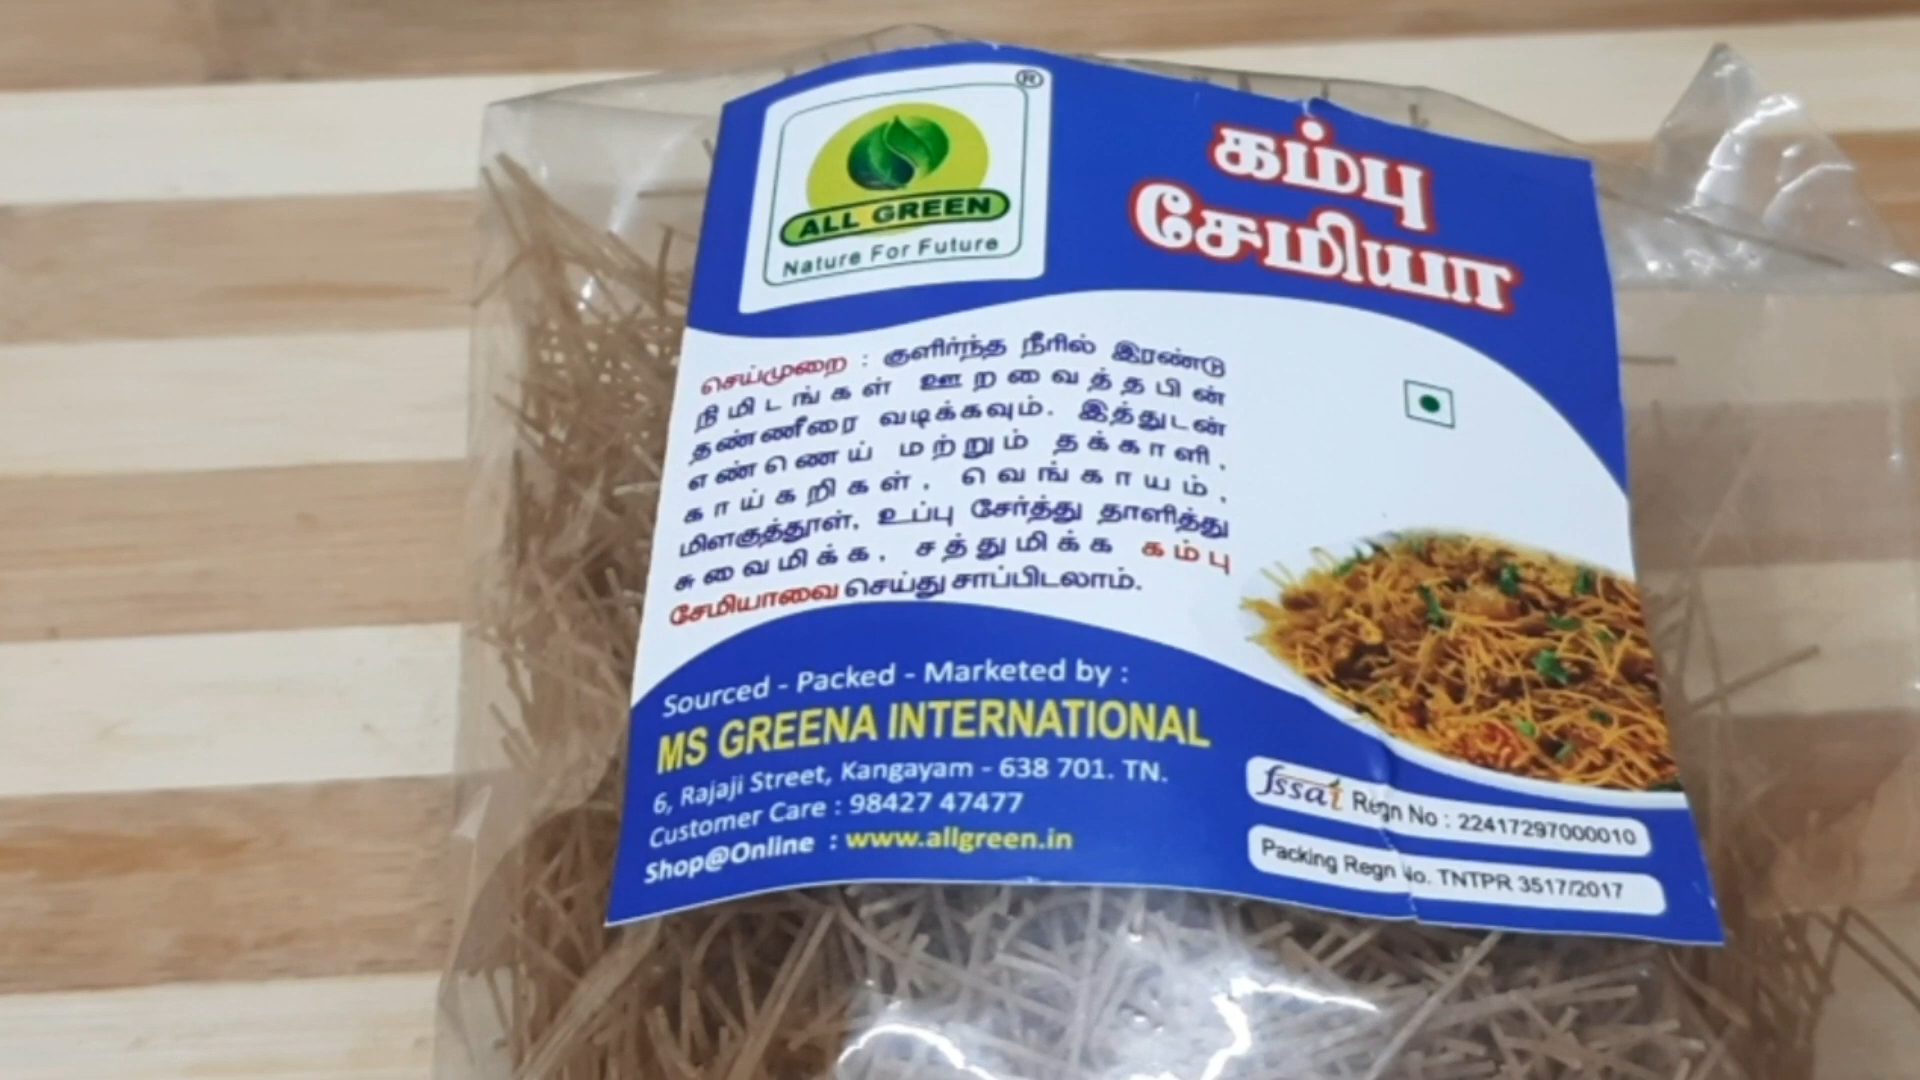 ALL GREEN
Nature For Future
®
கம்பு
சேமியா
செய்முறை : குளிர்ந்த நீரில் இரண்டு
நிமிடங்கள் ஊறவைத்தபின்
தண்ணீரை வடிக்கவும். இத்துடன்
எண்ணெய் மற்றும் தக்காளி,
காய்கறிகள், வெங்காயம்,
மிளகுத்தூள், உப்பு சேர்த்து தாளித்து
சுவைமிக்க, சத்துமிக்க கம்பு
சேமியாவை செய்து சாப்பிடலாம்.
Sourced - Packed - Marketed by :
MS GREENA INTERNATIONAL
6, Rajaji Street, Kangayam - 638 701. TN.
Customer Care : 98427 47477
Shop@Online : www.allgreen.in
fssai Regn No : 22417297000010
Packing Regn No. TNTPR 3517/2017